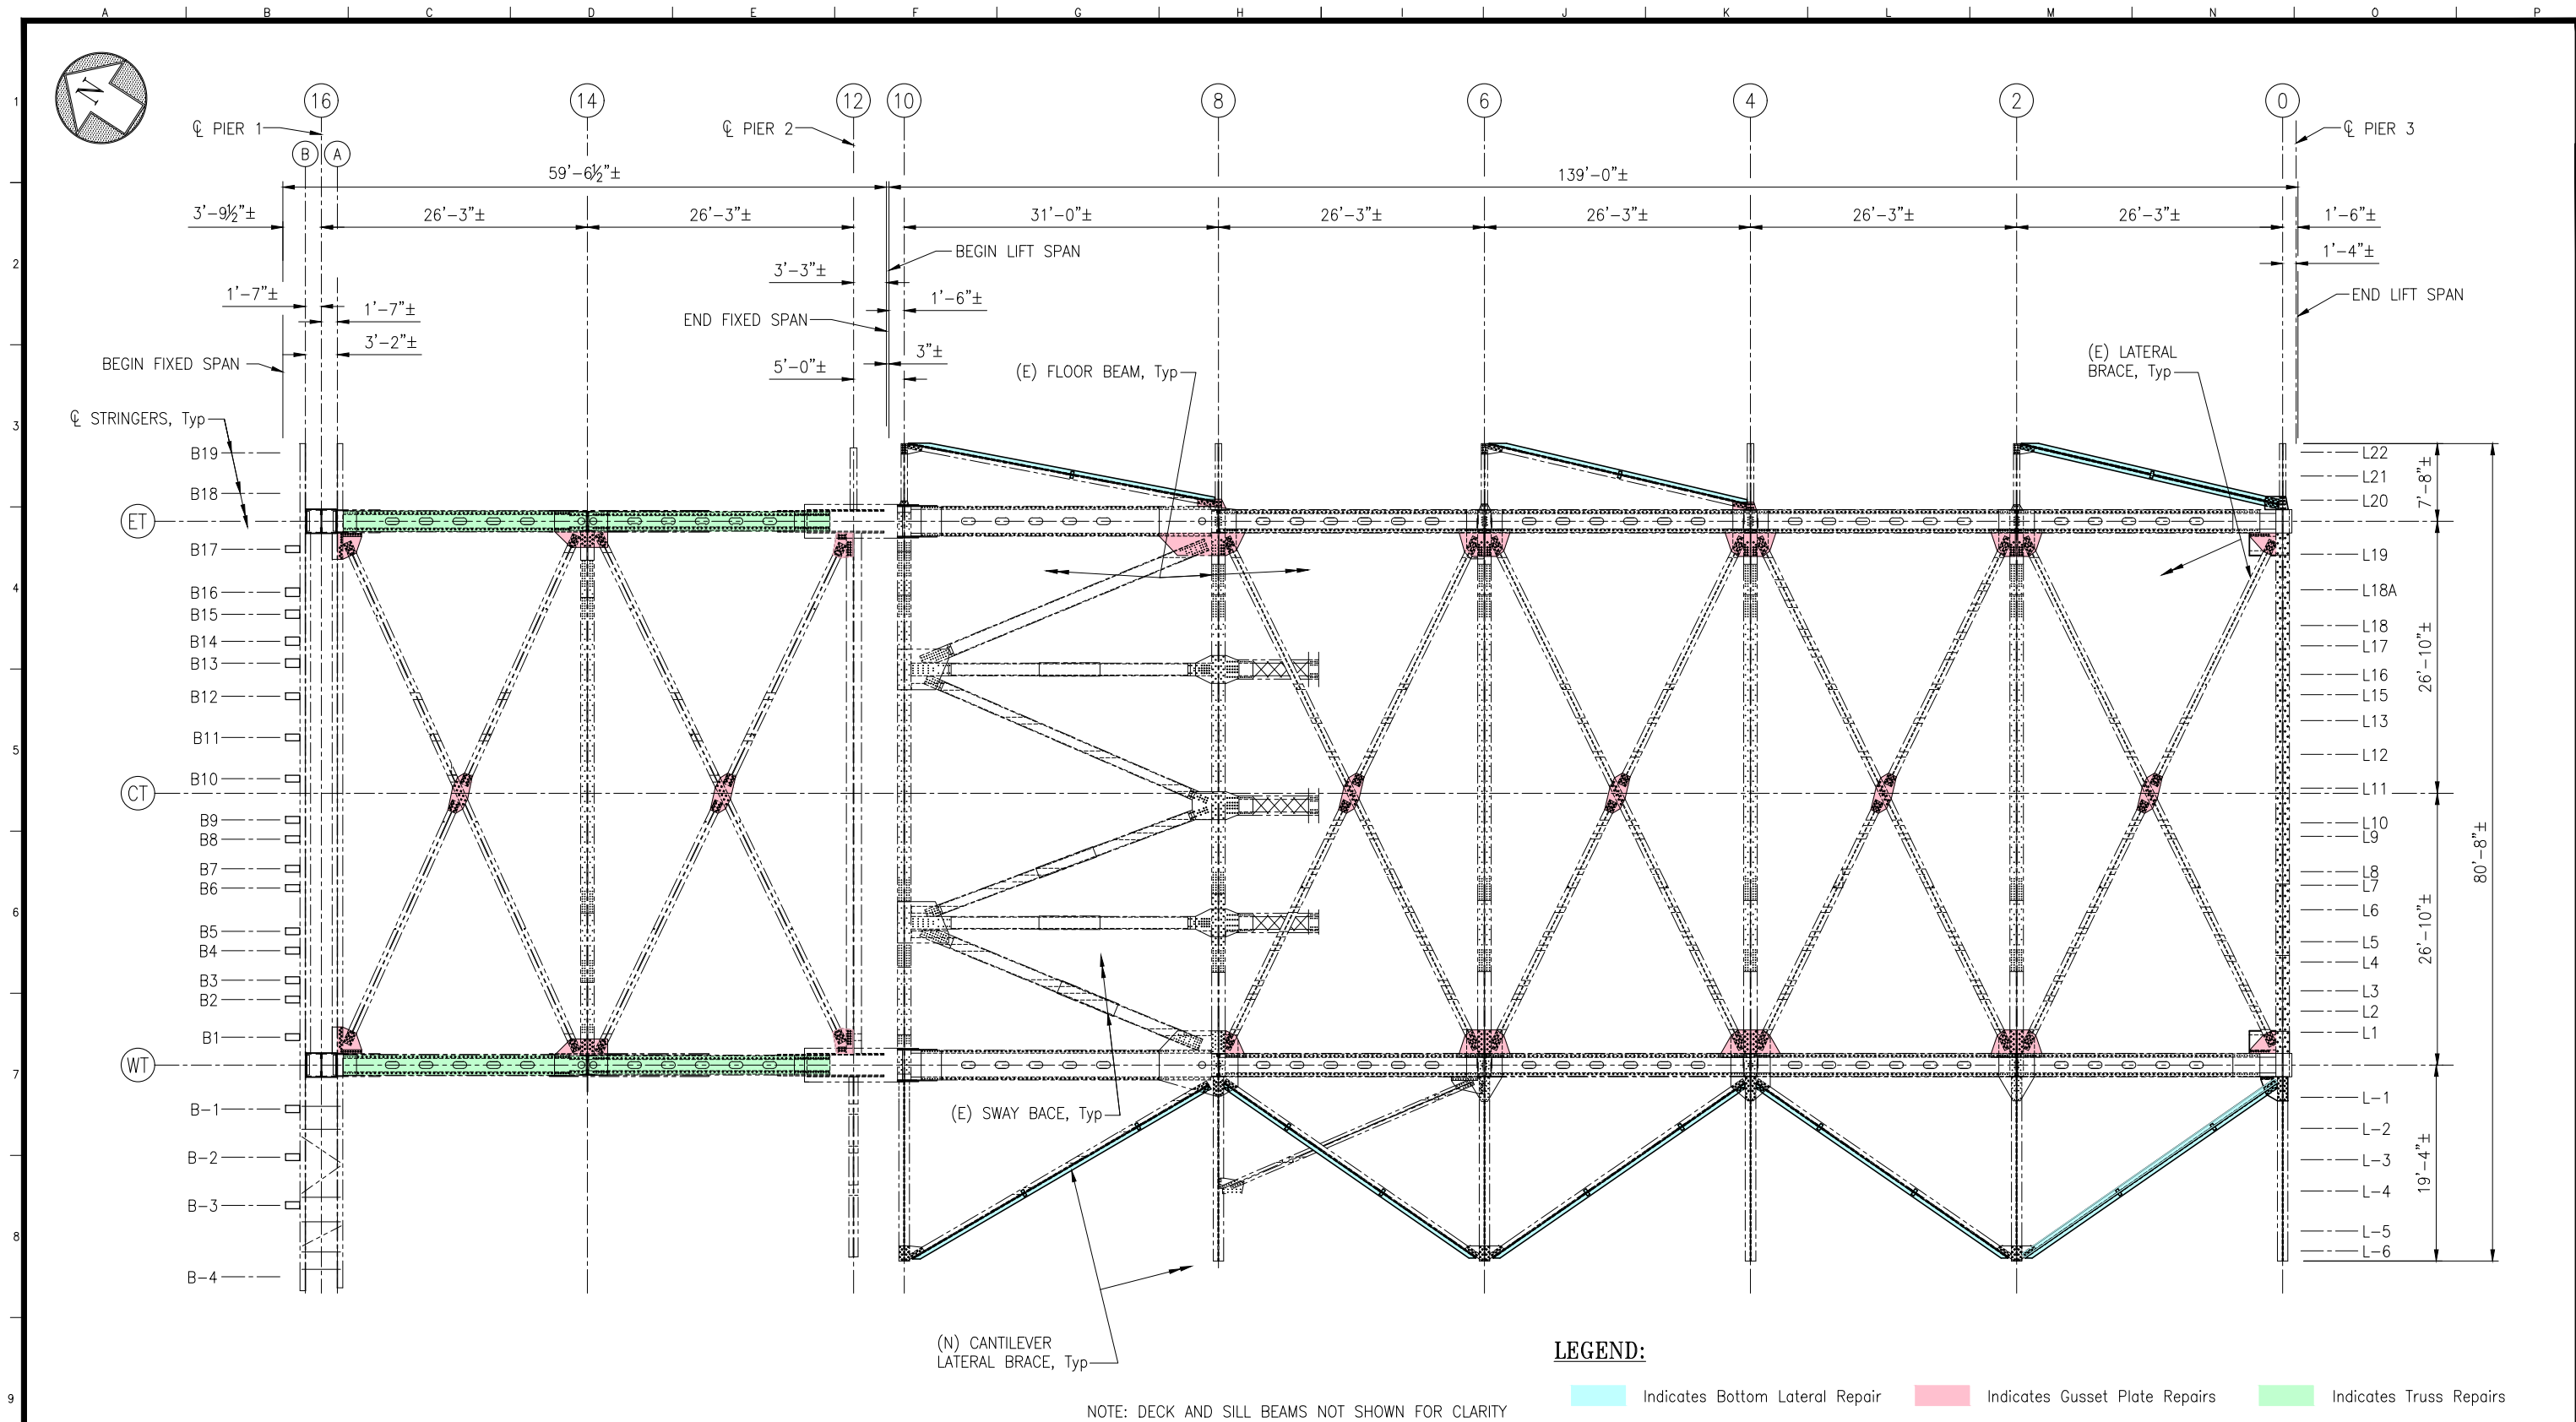 A B C D E F G H I J K L M N O P
N
16 14 12 10 8 6 4 2 0
1
℄ PIER 1
℄ PIER 2
℄ PIER 3
B A
59'-6½"±
139'-0"±
3'-9½"±
26'-3"±
26'-3"±
31'-0"±
26'-3"±
26'-3"±
26'-3"±
26'-3"±
1'-6"±
2
BEGIN LIFT SPAN
1'-4"±
3'-3"±
1'-7"±
1'-7"±
1'-6"±
END LIFT SPAN
END FIXED SPAN
3'-2"±
3"±
BEGIN FIXED SPAN
5'-0"±
(E) FLOOR BEAM, Typ
(E) LATERAL
BRACE, Typ
3
℄ STRINGERS, Typ
B19
B18
ET
B17
B16
B15
B14
B13
B12
B11
B10
CT
B9
B8
B7
B6
B5
B4
B3
B2
B1
WT
B-1
B-2
B-3
B-4
4
5
6
7
8
9
L22
L21
L20
L19
L18A
L18
L17
L16
L15
L13
L12
L11
L10
L9
L8
L7
L6
L5
L4
L3
L2
L1
L-1
L-2
L-3
L-4
L-5
L-6
7'-8"±
26'-10"±
26'-10"±
19'-4"±
80'-8"±
(E) SWAY BACE, Typ
(N) CANTILEVER
LATERAL BRACE, Typ
LEGEND:
Indicates Bottom Lateral Repair
Indicates Gusset Plate Repairs
Indicates Truss Repairs
NOTE: DECK AND SILL BEAMS NOT SHOWN FOR CLARITY